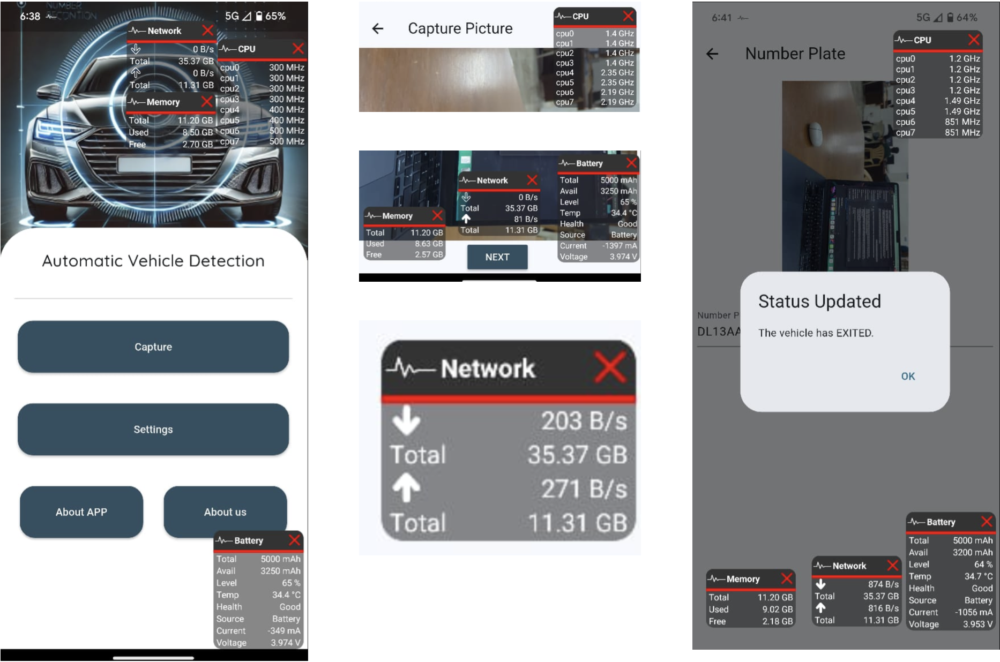 NUMBER
6:38
5G 65%
Network
0 B/s
Total 35.37 GB
0 B/s
Total 11.31 GB
CPU
cpu0 300 MHz
cpu1 300 MHz
cpu2 300 MHz
cpu3 300 MHz
cpu4 400 MHz
cpu5 400 MHz
cpu6 500 MHz
cpu7 500 MHz
Memory
Total 11.20 GB
Used 8.50 GB
Free 2.70 GB
Automatic Vehicle Detection
Capture
Settings
About APP
About us
Battery
Total 5000 mAh
Avail 3250 mAh
Level 65 %
Temp 34.4 °C
Health Good
Source Battery
Current -349 mA
Voltage 3.974 V
Capture Picture
CPU
cpu0 1.4 GHz
cpu1 1.4 GHz
cpu2 1.4 GHz
cpu3 1.4 GHz
cpu4 2.35 GHz
cpu5 2.35 GHz
cpu6 2.19 GHz
cpu7 2.19 GHz
Memory
Total 11.20 GB
Used 8.63 GB
Free 2.57 GB
Network
0 B/s
Total 35.37 GB
81 B/s
Total 11.31 GB
Battery
Total 5000 mAh
Avail 3250 mAh
Level 65 %
Temp 34.4 °C
Health Good
Source Battery
Current -1397 mA
Voltage 3.974 V
NEXT
Network
203 B/s
Total 35.37 GB
271 B/s
Total 11.31 GB
6:41
5G 64%
Number Plate
CPU
cpu0 1.2 GHz
cpu1 1.2 GHz
cpu2 1.2 GHz
cpu3 1.2 GHz
cpu4 1.49 GHz
cpu5 1.49 GHz
cpu6 851 MHz
cpu7 851 MHz
Number P
DL13AA
Status Updated
The vehicle has EXITED.
OK
Memory
Total 11.20 GB
Used 9.02 GB
Free 2.18 GB
Network
874 B/s
Total 35.37 GB
816 B/s
Total 11.31 GB
Battery
Total 5000 mAh
Avail 3200 mAh
Level 64 %
Temp 34.7 °C
Health Good
Source Battery
Current -1056 mA
Voltage 3.953 V